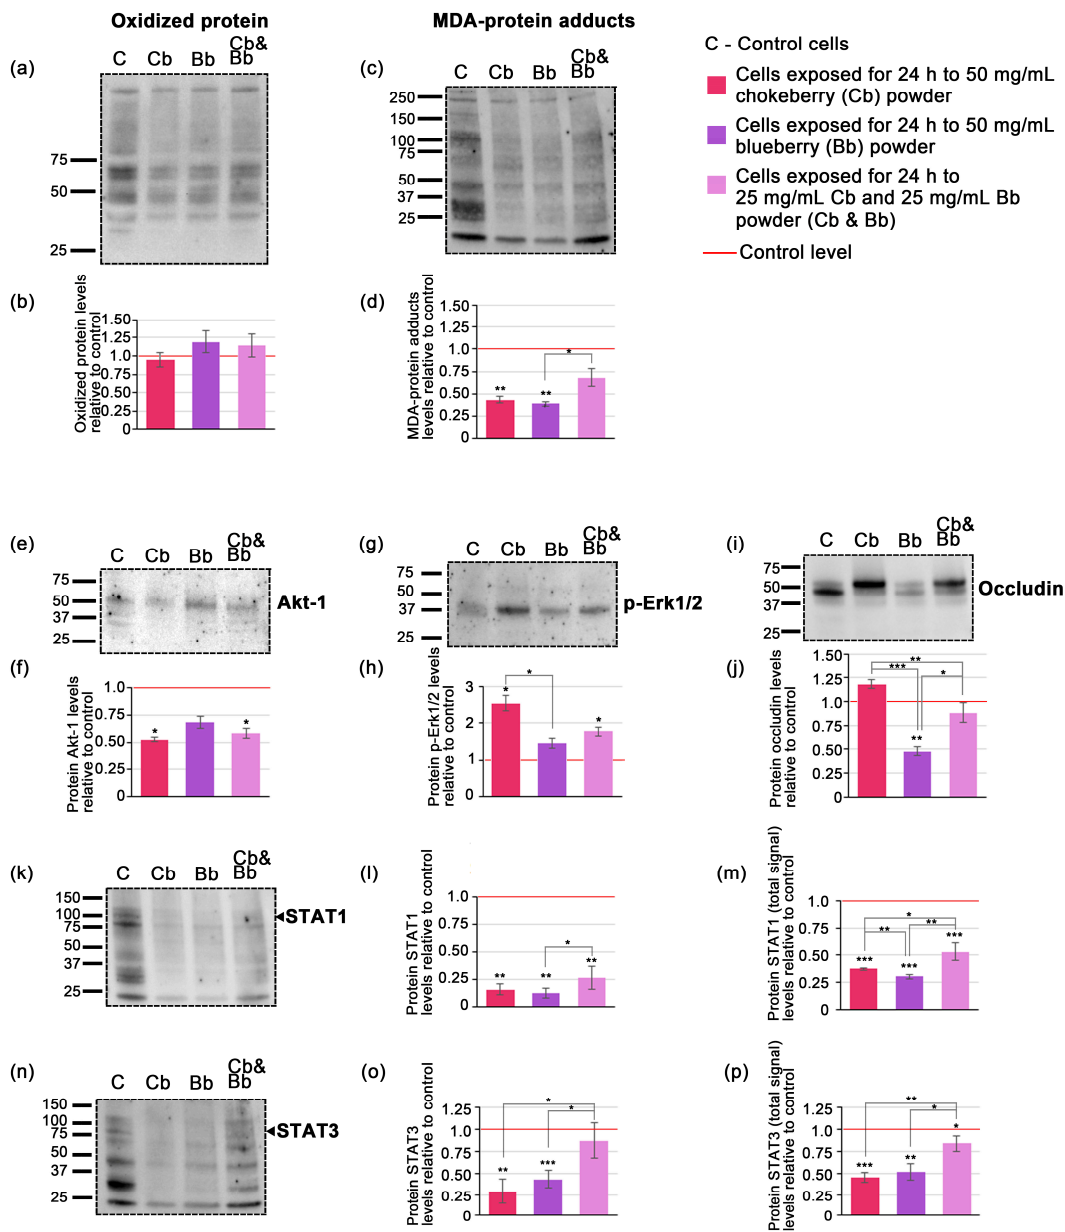 Oxidized protein
MDA-protein adducts
(a)
C Cb Bb Cb&
Bb
75
50
25
(c)
C Cb Bb Cb&
Bb
250
150
100
75
50
37
25
C - Control cells
Cells exposed for 24 h to 50 mg/mL
chokeberry (Cb) powder
Cells exposed for 24 h to 50 mg/mL
blueberry (Bb) powder
Cells exposed for 24 h to
25 mg/mL Cb and 25 mg/mL Bb
powder (Cb & Bb)
Control level
(b)
Oxidized protein levels
relative to control
1.50
1.25
1.0
0.75
0.50
0.25
0
(d)
MDA-protein adducts
levels relative to control
1.50
1.25
1.0
0.75
0.50
0.25
0
** ** *
(e)
C Cb Bb Cb&
Bb
75
50
37
25
Akt-1
(g)
C Cb Bb Cb&
Bb
75
50
37
25
p-Erk1/2
(i)
C Cb Bb Cb&
Bb
75
50
37
25
Occludin
(f)
Protein Akt-1 levels
relative to control
1.0
0.75
0.50
0.25
0
* *
(h)
Protein p-Erk1/2 levels
relative to control
3
2
1
0
* * *
(j)
Protein occludin levels
relative to control
1.50
1.25
1.0
0.75
0.50
0.25
0
**
*** *
**
(k)
C Cb Bb Cb&
Bb
150
100
75
50
37
25
STAT1
(l)
Protein STAT1
levels relative to control
1.0
0.75
0.50
0.25
0
*
** ** **
(m)
Protein STAT1 (total signal)
levels relative to control
1.0
0.75
0.50
0.25
0
*
** **
*** *** ***
(n)
C Cb Bb Cb&
Bb
150
100
75
50
37
25
STAT3
(o)
Protein STAT3
levels relative to control
1.25
1.0
0.75
0.50
0.25
0
*
*
** ***
(p)
Protein STAT3 (total signal)
levels relative to control
1.25
1.0
0.75
0.50
0.25
0
**
*
*** ** *